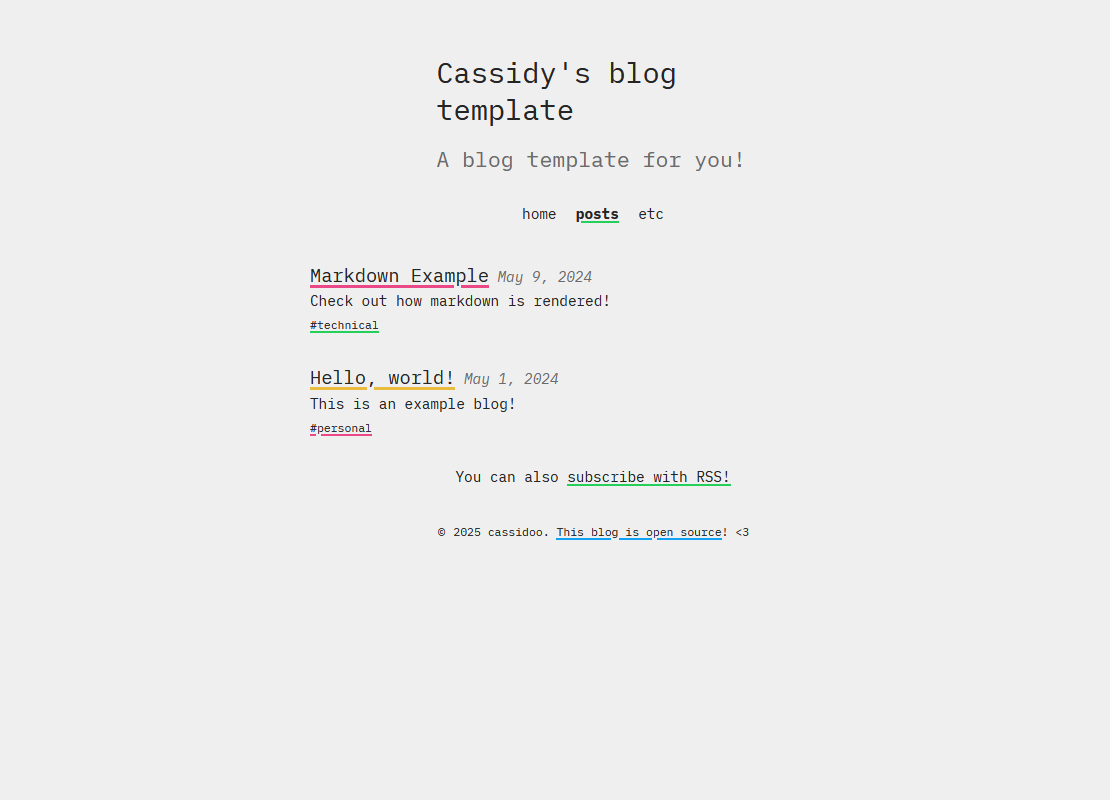 Cassidy's blog
template
A blog template for you!
home posts etc
Markdown Example May 9, 2024
Check out how markdown is rendered!
#technical
Hello, world! May 1, 2024
This is an example blog!
#personal
You can also subscribe with RSS!
© 2025 cassidoo. This blog is open source! <3